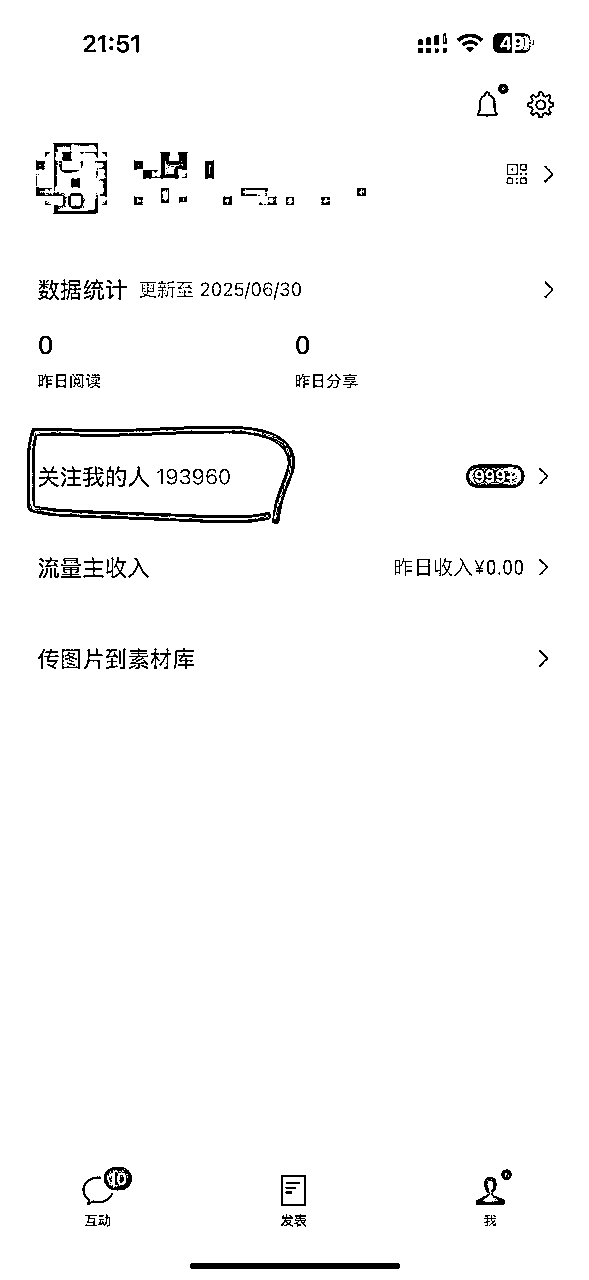 21:51
数据统计 更新至 2025/06/30
0 0
昨日阅读 昨日分享
关注我的人 193960 999+
流量主收入 昨日收入¥0.00
传图片到素材库
互动 发表 我